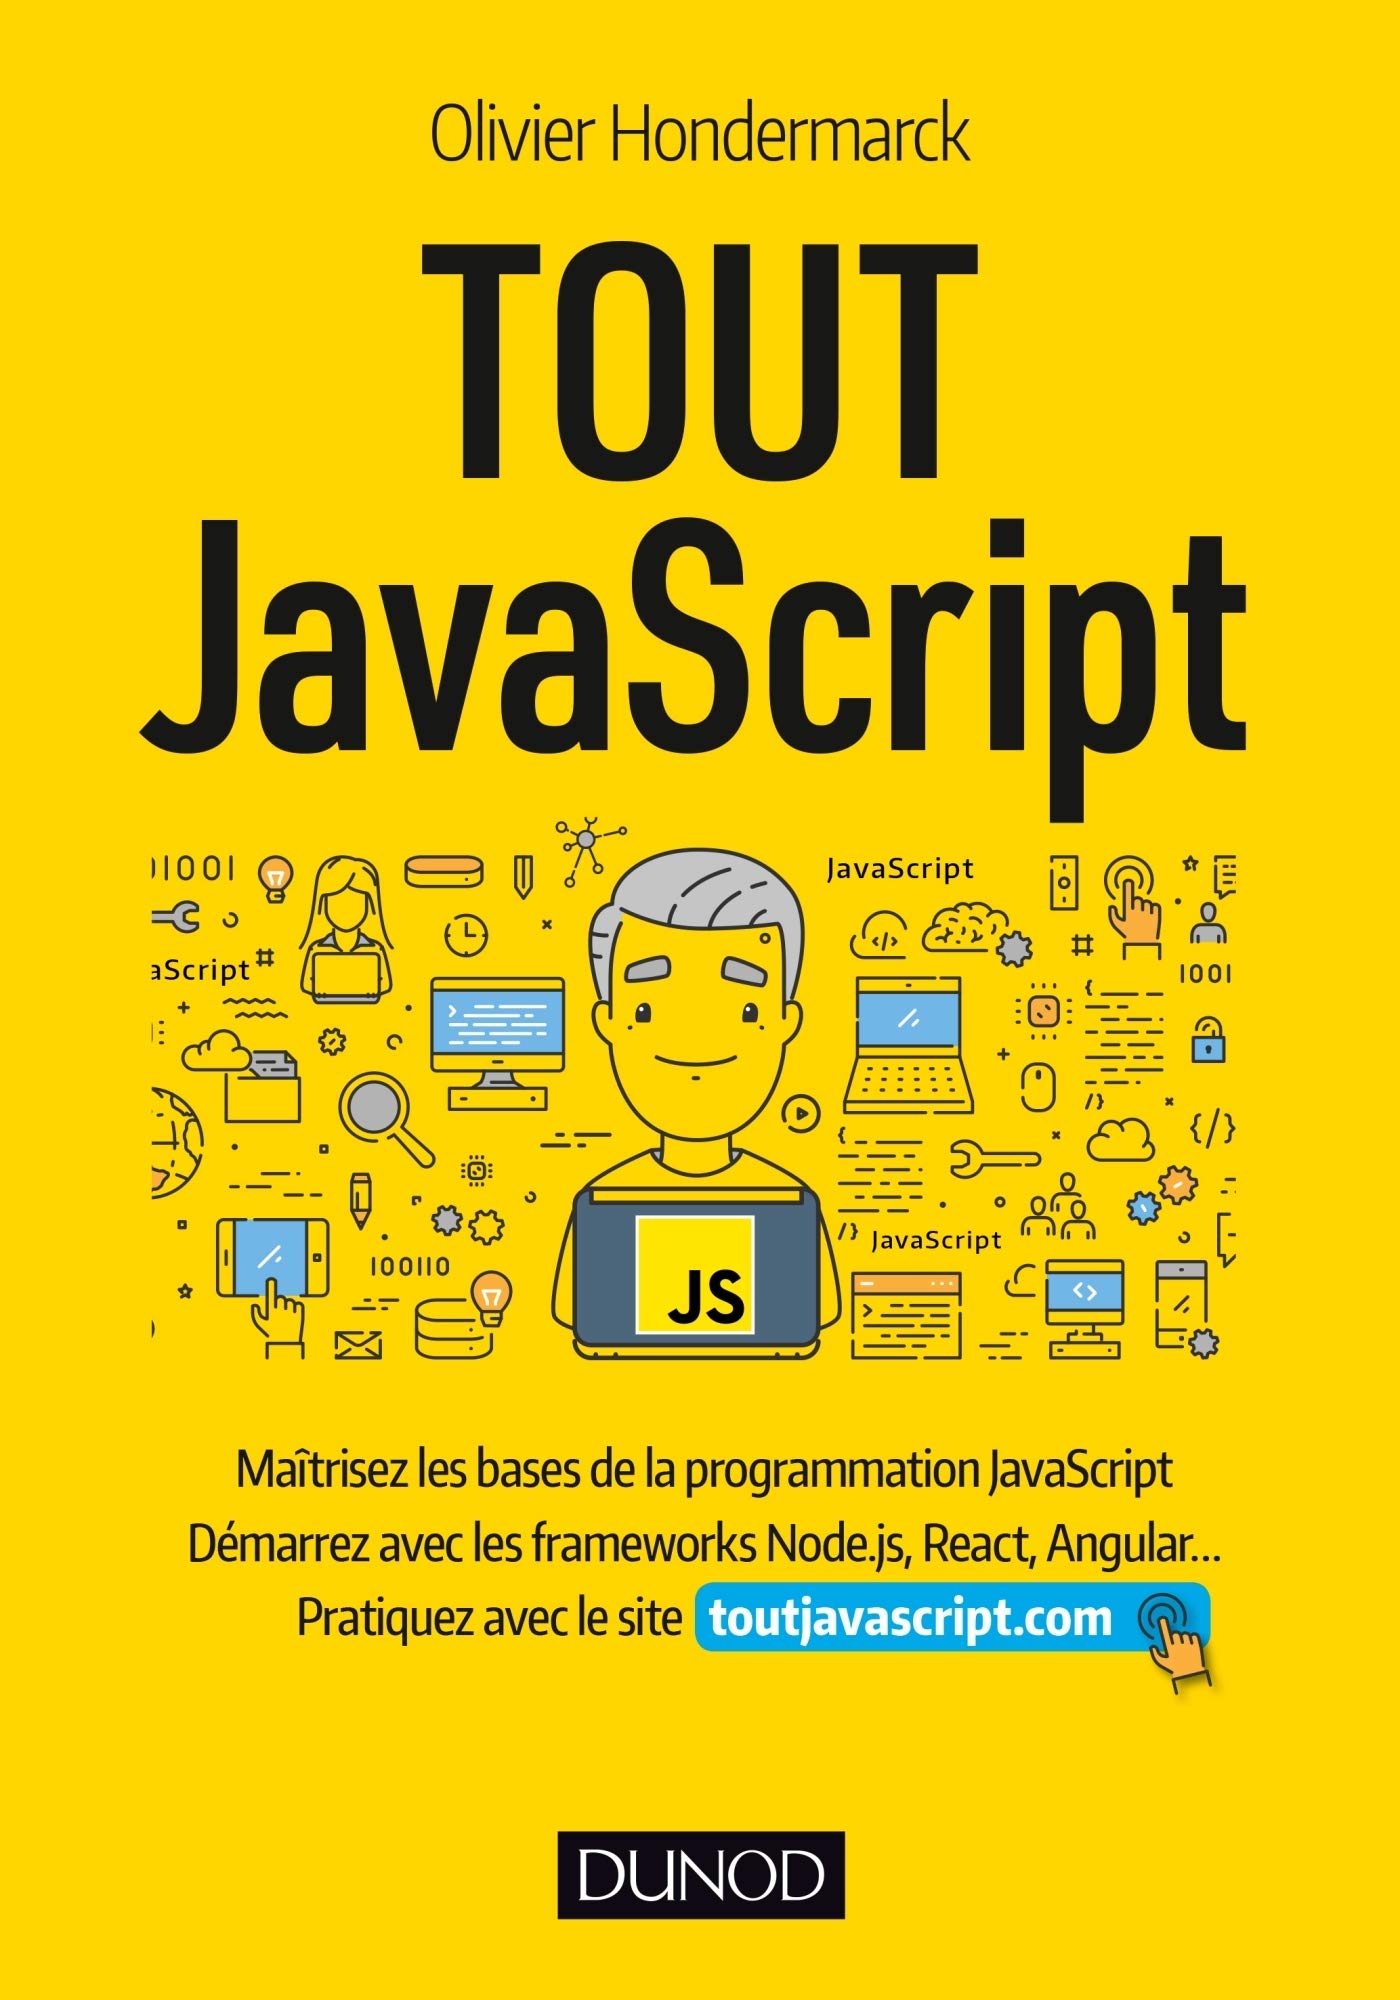 Olivier Hondermarck
TOUT
JavaScript
01001
JavaScript
aScript
1001
JavaScript
100110
JS
Maîtrisez les bases de la programmation JavaScript
Démarrez avec les frameworks Node.js, React, Angular...
Pratiquez avec le site toutjavascript.com
DUNOD